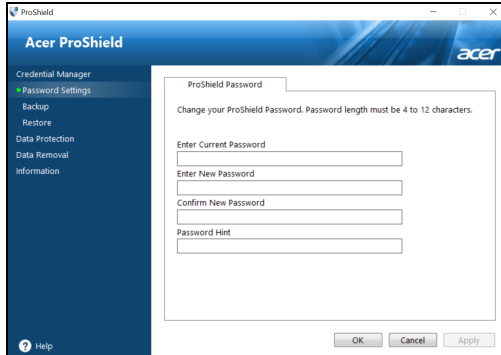 ProShield
Acer ProShield
acer
Credential Manager
Password Settings
Backup
Restore
Data Protection
Data Removal
Information
Help
ProShield Password
Change your ProShield Password. Password length must be 4 to 12 characters.
Enter Current Password
Enter New Password
Confirm New Password
Password Hint
OK Cancel Apply